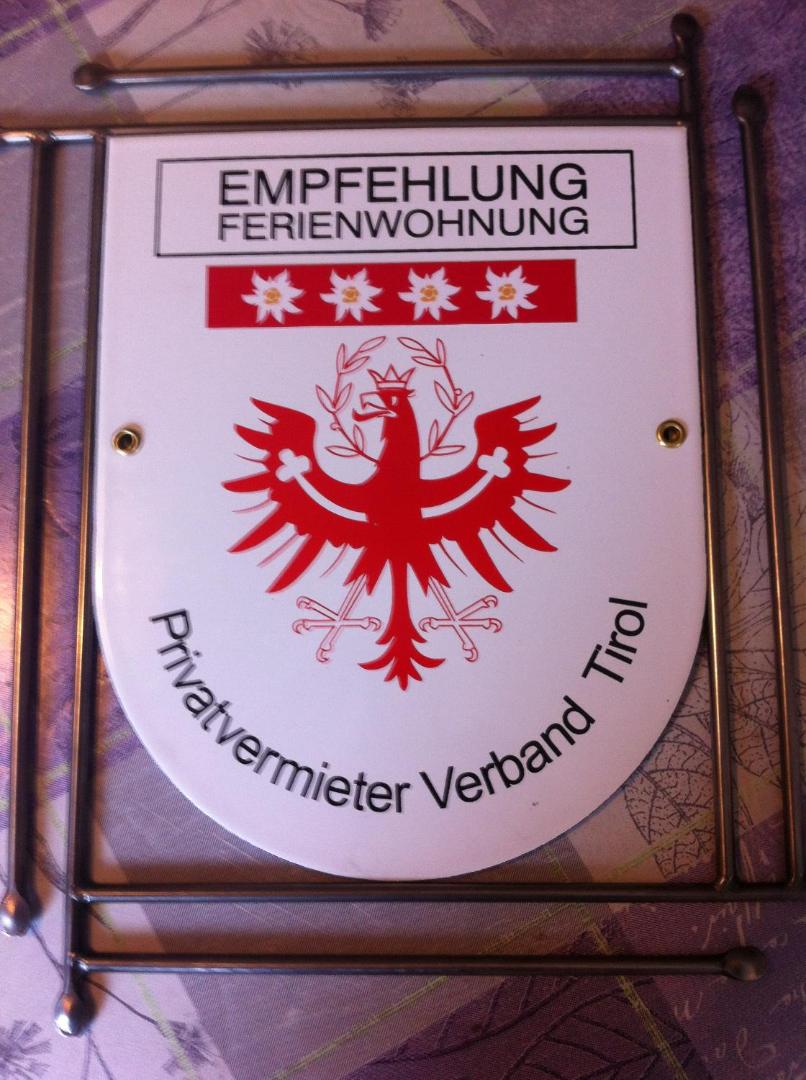 EMPFEHLUNG
FERIENWOHNUNG
Privatvermieter Verband Tirol